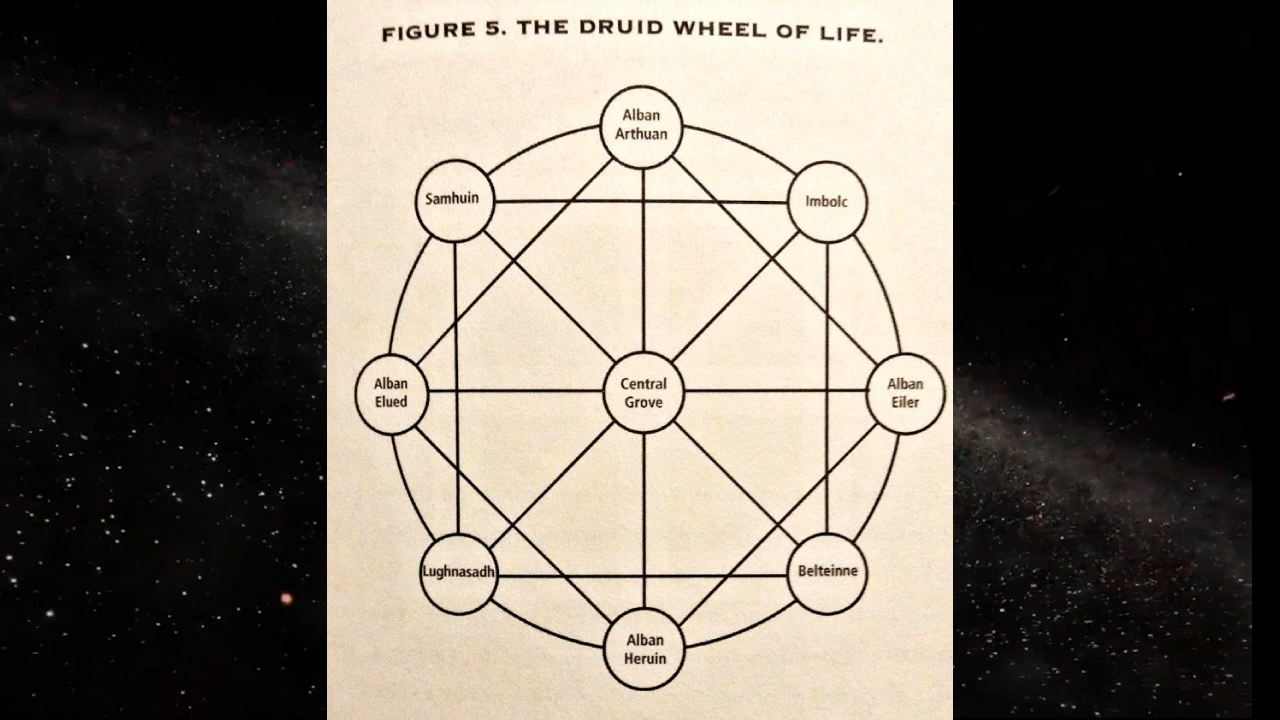 FIGURE 5. THE DRUID WHEEL OF LIFE.
Alban
Arthuan
Samhuin
Imbolc
Alban
Elued
Central
Grove
Alban
Eiler
Lughnasadh
Belteinne
Alban
Heruin